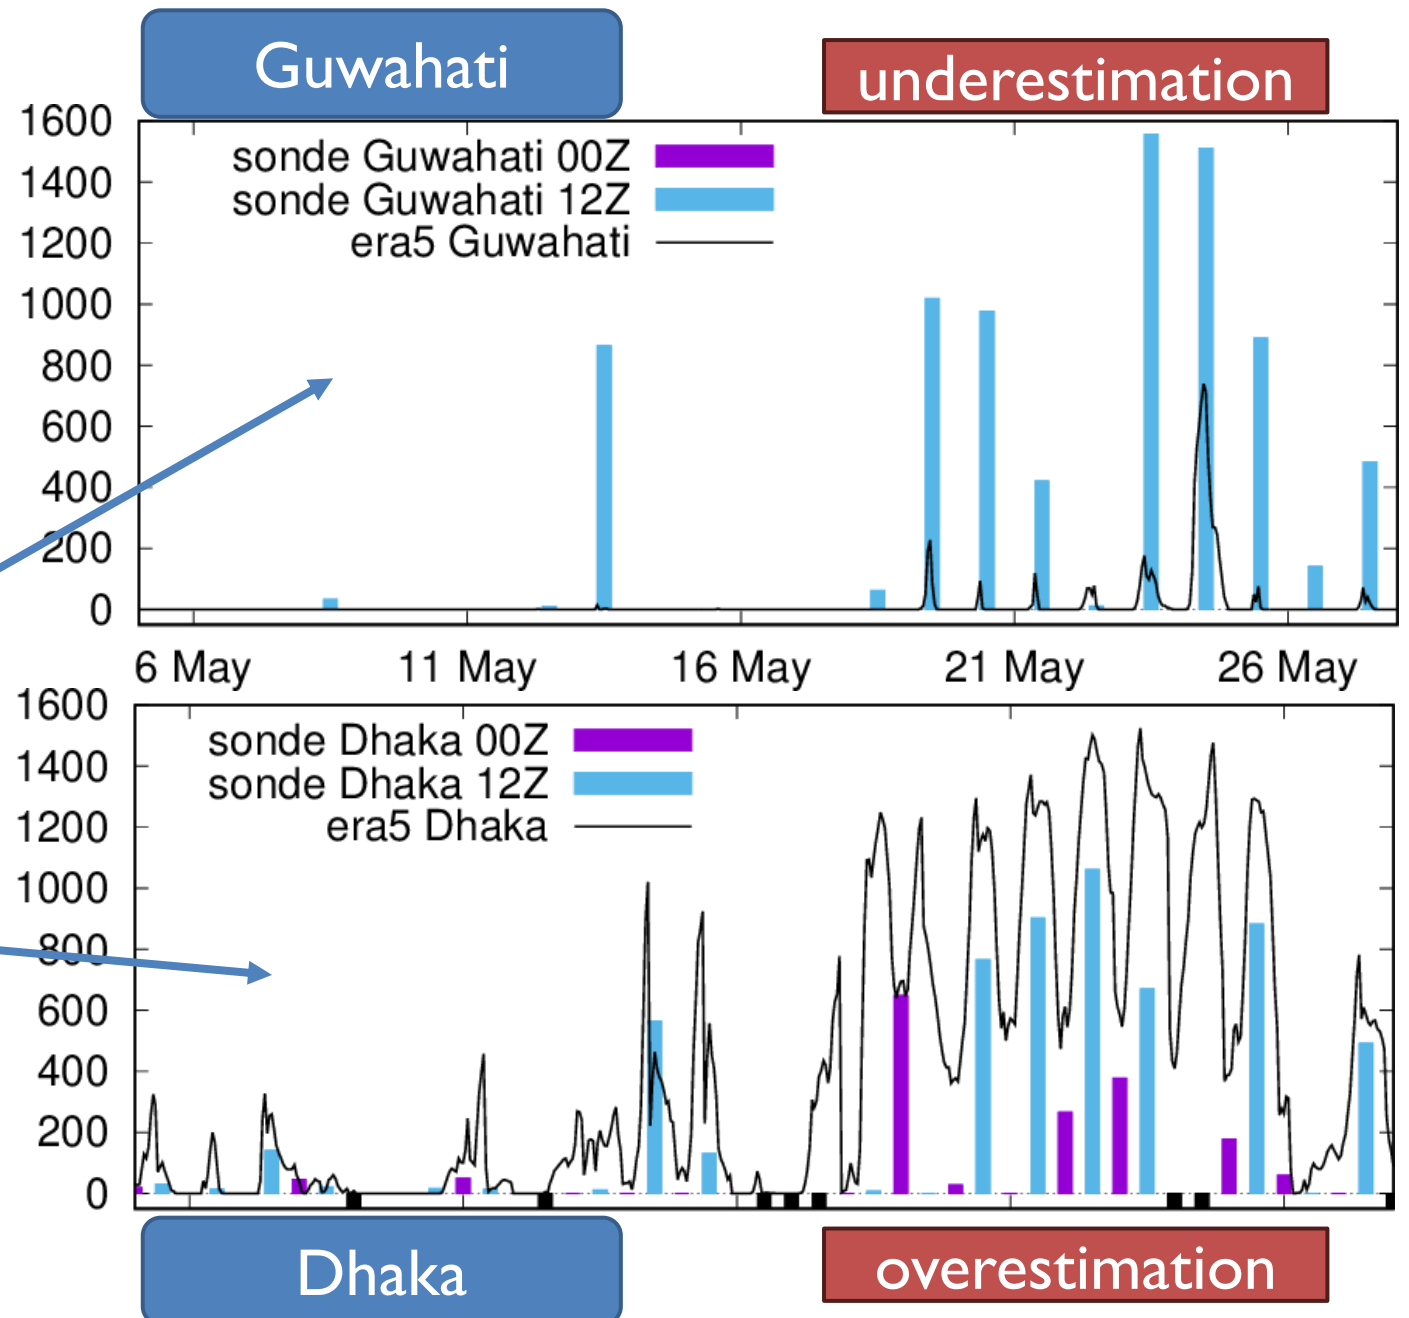 Guwahati
underestimation
1600
1400
1200
1000
800
600
400
200
0
sonde Guwahati 00Z
sonde Guwahati 12Z
era5 Guwahati
6 May 11 May 16 May 21 May 26 May
1600
1400
1200
1000
800
600
400
200
0
sonde Dhaka 00Z
sonde Dhaka 12Z
era5 Dhaka
Dhaka
overestimation